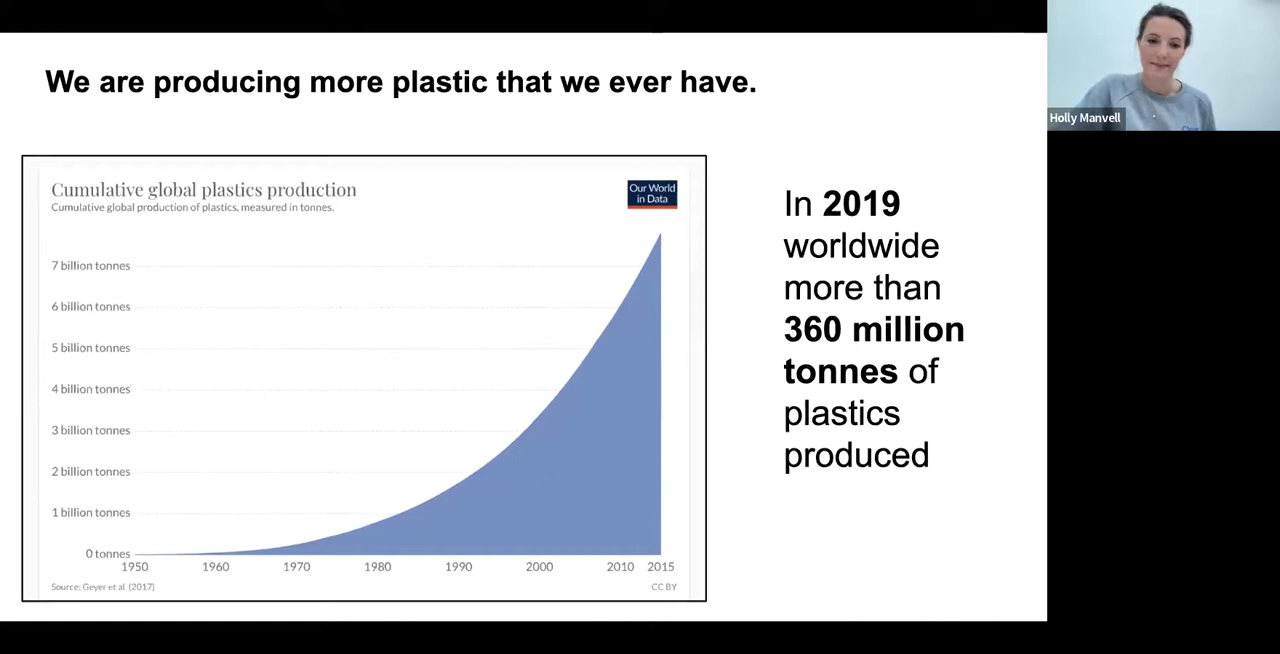 We are producing more plastic that we ever have.
Holly Manvell
Cumulative global plastics production
Cumulative global production of plastics, measured in tonnes.
Our World
in Data
7 billion tonnes
6 billion tonnes
5 billion tonnes
4 billion tonnes
3 billion tonnes
2 billion tonnes
1 billion tonnes
0 tonnes
1950 1960 1970 1980 1990 2000 2010 2015
Source: Geyer et al. (2017)
CC BY
In 2019
worldwide
more than
360 million
tonnes of
plastics
produced